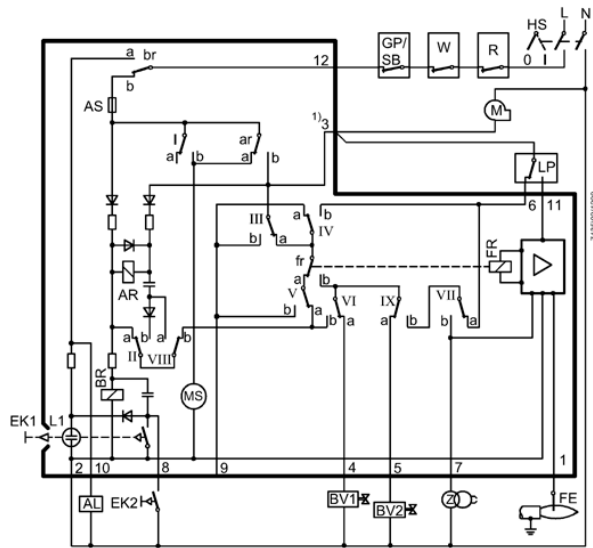 HS L N
0 I
GP/
SB
W
R
12
a br
b
AS
1) 3
M
I
a b
ar
a b
LP
6 11
III
b a
a b
IV
fr
a b
FR
AR
V
b a
VI
b a
IX
a b
VII
b a
a b a b
II VIII
BR
MS
EK1 L1
2 10 8 9 4 5 7 1
AL
EK2
BV1
BV2
Z
FE